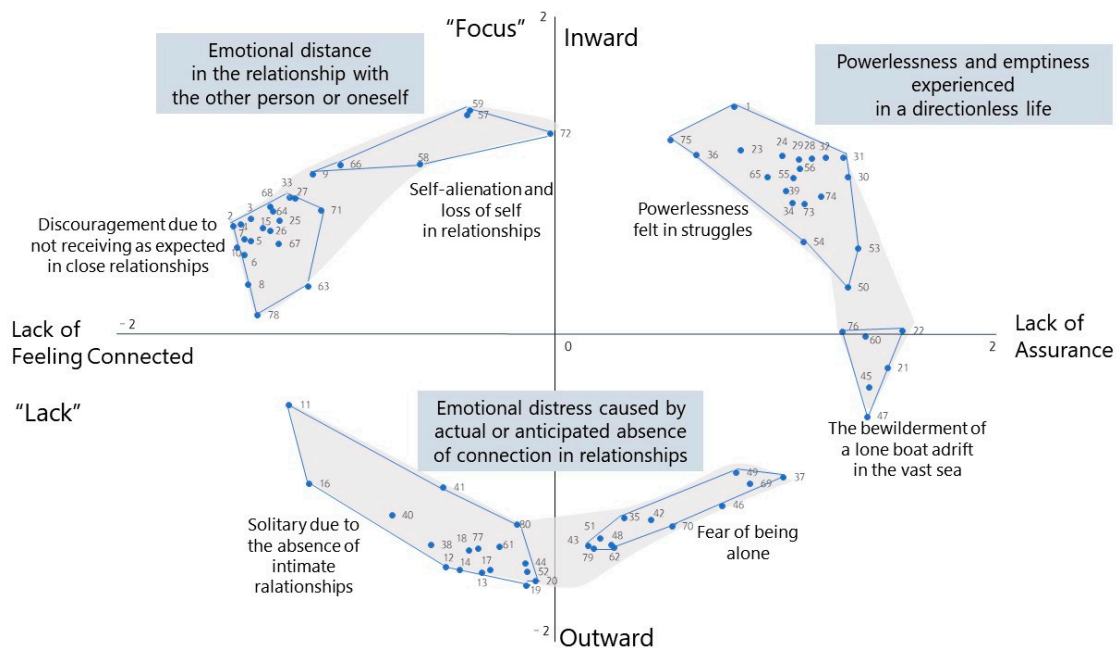 2
“Focus”
Inward
Emotional distance
in the relationship with
the other person or oneself
Powerlessness and emptiness
experienced
in a directionless life
59
57
72
58
66
9
1
75
36
23
24
29
28
32
31
56
30
65
55
39
74
34
73
54
53
50
Self-alienation and
loss of self
in relationships
Powerlessness
felt in struggles
33
27
68
64
71
2
3
4
15
25
7
5
26
67
10
6
8
63
78
Discouragement due to
not receiving as expected
in close relationships
- 2
0
2
Lack of
Feeling Connected
Lack of
Assurance
76
22
60
21
45
47
The bewilderment of
a lone boat adrift
in the vast sea
“Lack”
Emotional distress caused by
actual or anticipated absence
of connection in relationships
11
16
41
40
80
38
18
77
61
12
14
17
13
44
52
20
19
Solitary due to
the absence of
intimate
ralationships
49
37
69
46
35
42
51
70
43
48
79
62
Fear of being
alone
- 2
Outward